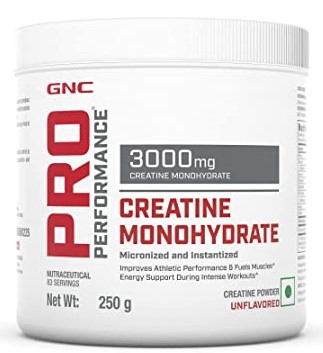 GNC
PRO
PERFORMANCE
3000mg
CREATINE MONOHYDRATE
CREATINE
MONOHYDRATE
Micronized and Instantized
Improves Athletic Performance & Fuels Muscles*
Energy Support During Intense Workouts*
NUTRACEUTICAL
83 SERVINGS
Net Wt: 250 g
CREATINE POWDER
UNFLAVORED